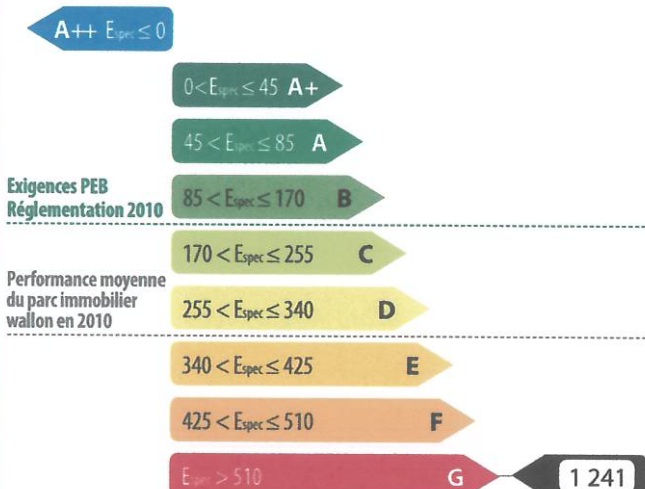 A++ Espec ≤ 0
0 < Espec ≤ 45 A+
45 < Espec ≤ 85 A
Exigences PEB
Réglementation 2010
85 < Espec ≤ 170 B
170 < Espec ≤ 255 C
Performance moyenne
du parc immobilier
wallon en 2010
255 < Espec ≤ 340 D
340 < Espec ≤ 425 E
425 < Espec ≤ 510 F
Espec > 510 G 1 241